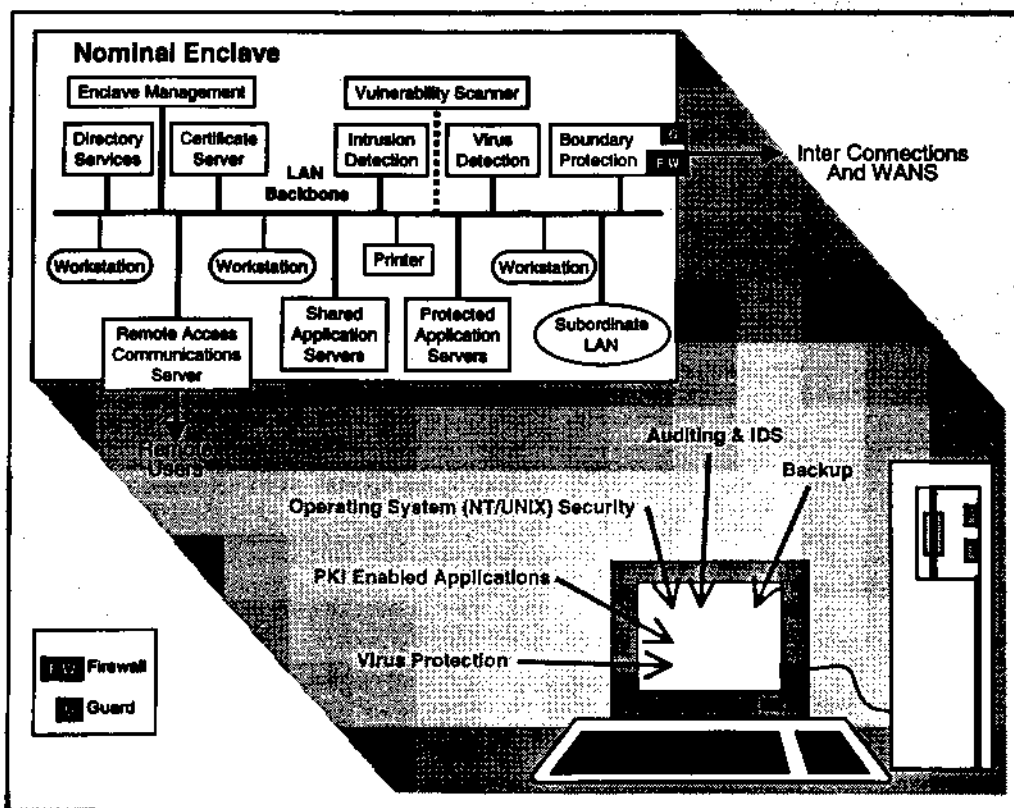 Nominal Enclave
Enclave Management
Vulnerability Scanner
Directory
Services
Certificate
Server
Intrusion
Detection
Virus
Detection
Boundary
Protection
G
F W
Inter Connections
And WANS
LAN
Backbone
Workstation
Workstation
Printer
Workstation
Remote Access
Communications
Server
Shared
Application
Servers
Protected
Application
Servers
Subordinate
LAN
Remote
Users
Auditing & IDS
Backup
Operating System (NT/UNIX) Security
PKI Enabled Applications
Virus Protection
F W Firewall
G Guard